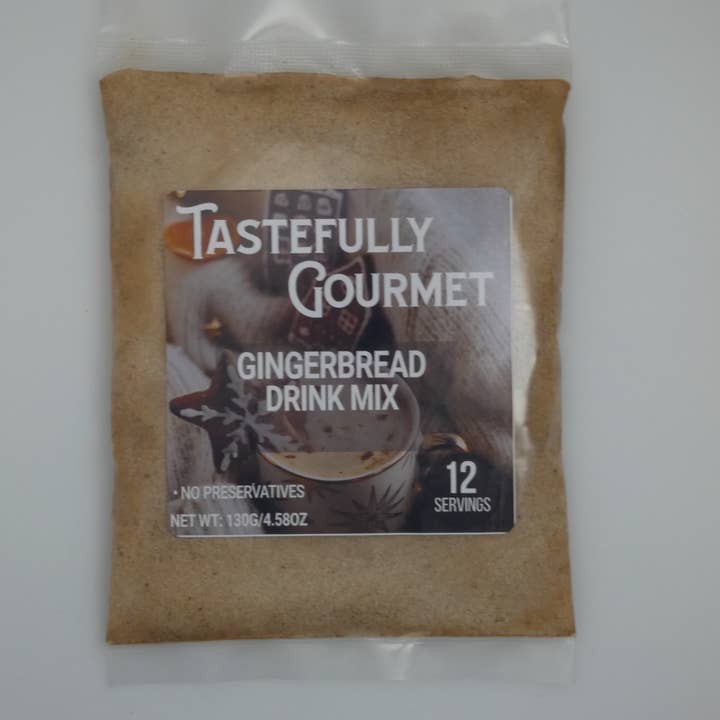 TASTEFULLY
GOURMET
GINGERBREAD
DRINK MIX
• NO PRESERVATIVES
NET WT: 130G/4.58OZ
12
SERVINGS